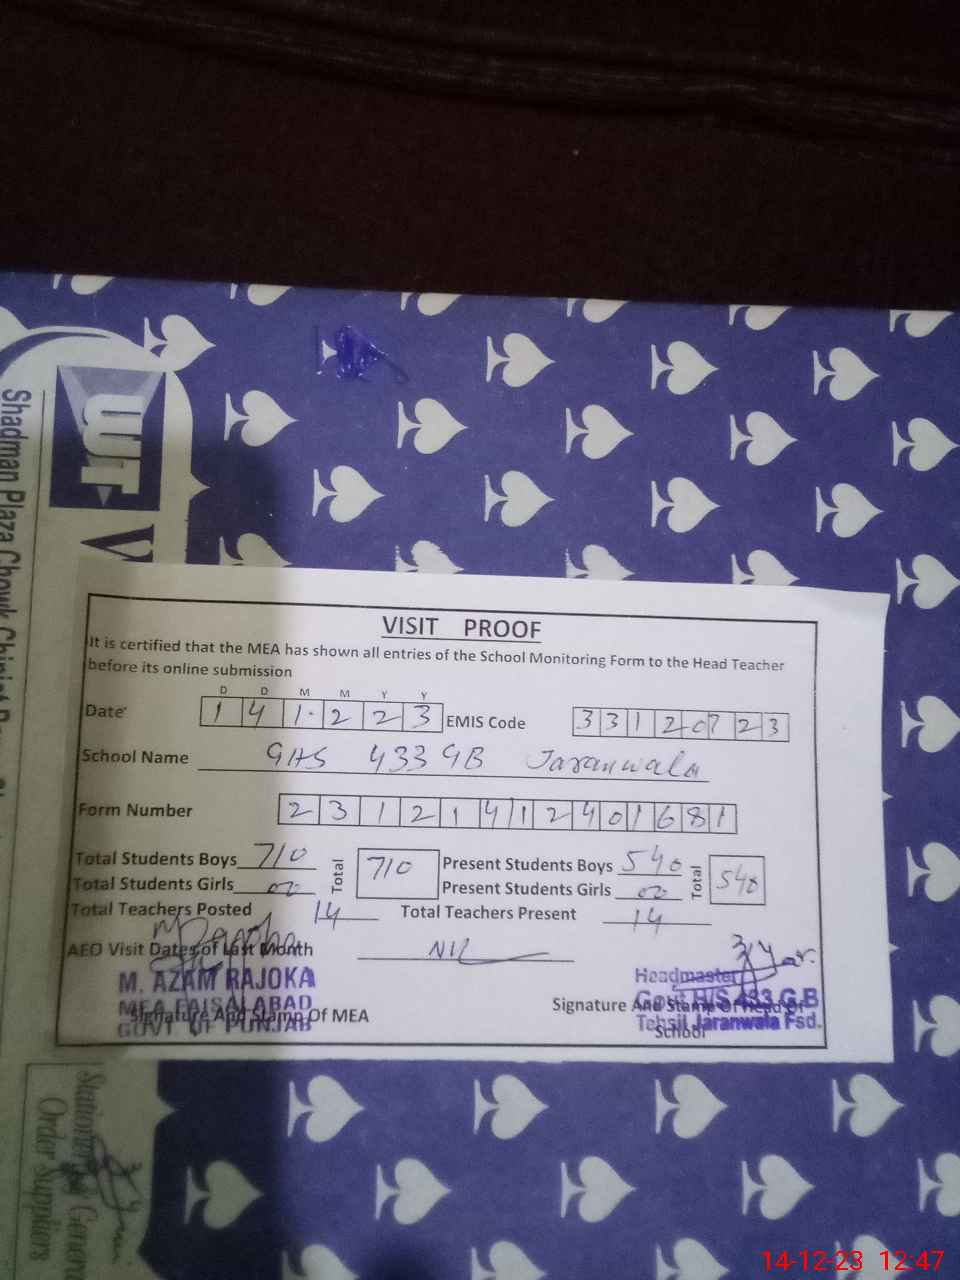 Shadman Plaza Chowk Chiniot
WT
VISIT PROOF
It is certified that the MEA has shown all entries of the School Monitoring Form to the Head Teacher
before its online submission
D D M M Y Y
Date 1 4 1 2 2 3 EMIS Code 3 3 1 2 0 7 2 3
School Name GHS 433 GB Jaranwala
Form Number 2 3 1 2 1 4 1 2 4 0 1 6 8 1
Total Students Boys 710 Total 710 Present Students Boys 540 Total 540
Total Students Girls 00 Present Students Girls 00
Total Teachers Posted 14 Total Teachers Present 14
AEO Visit Dates of Last Month Nil
M. AZAM RAJOKA
MEA FAISALABAD
GOVT OF PUNJAB
Signature And Stamp Of MEA
Headmaster
Govt H/S 433 G.B
Tehsil Jaranwala Fsd.
Signature And Stamp Of Head Of
School
Order Suppliers
14-12-23 12:47